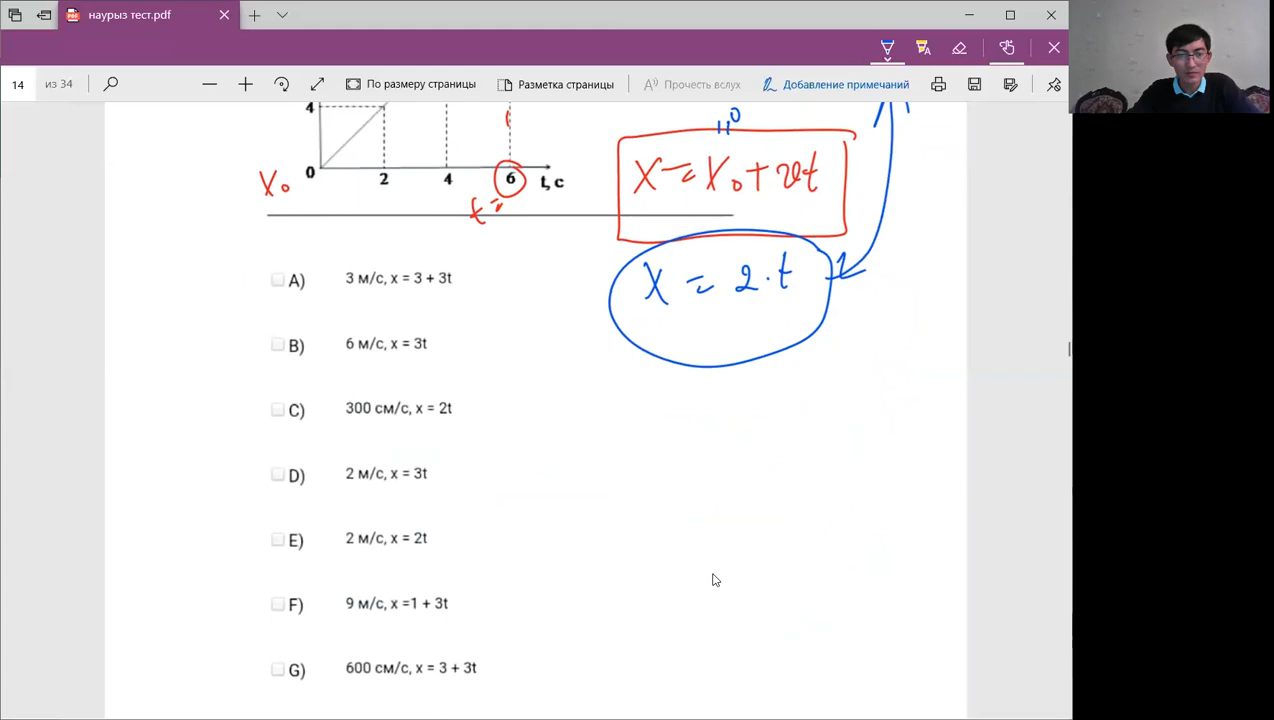 наурыз тест.pdf
14 из 34
По размеру страницы
Разметка страницы
Прочесть вслух
Добавление примечаний
4
0 2 4 6 t, c
X₀
t =
0
X = X₀ + υt
X = 2 · t
A) 3 м/с, x = 3 + 3t
B) 6 м/с, x = 3t
C) 300 см/с, x = 2t
D) 2 м/с, x = 3t
E) 2 м/с, x = 2t
F) 9 м/с, x =1 + 3t
G) 600 см/с, x = 3 + 3t